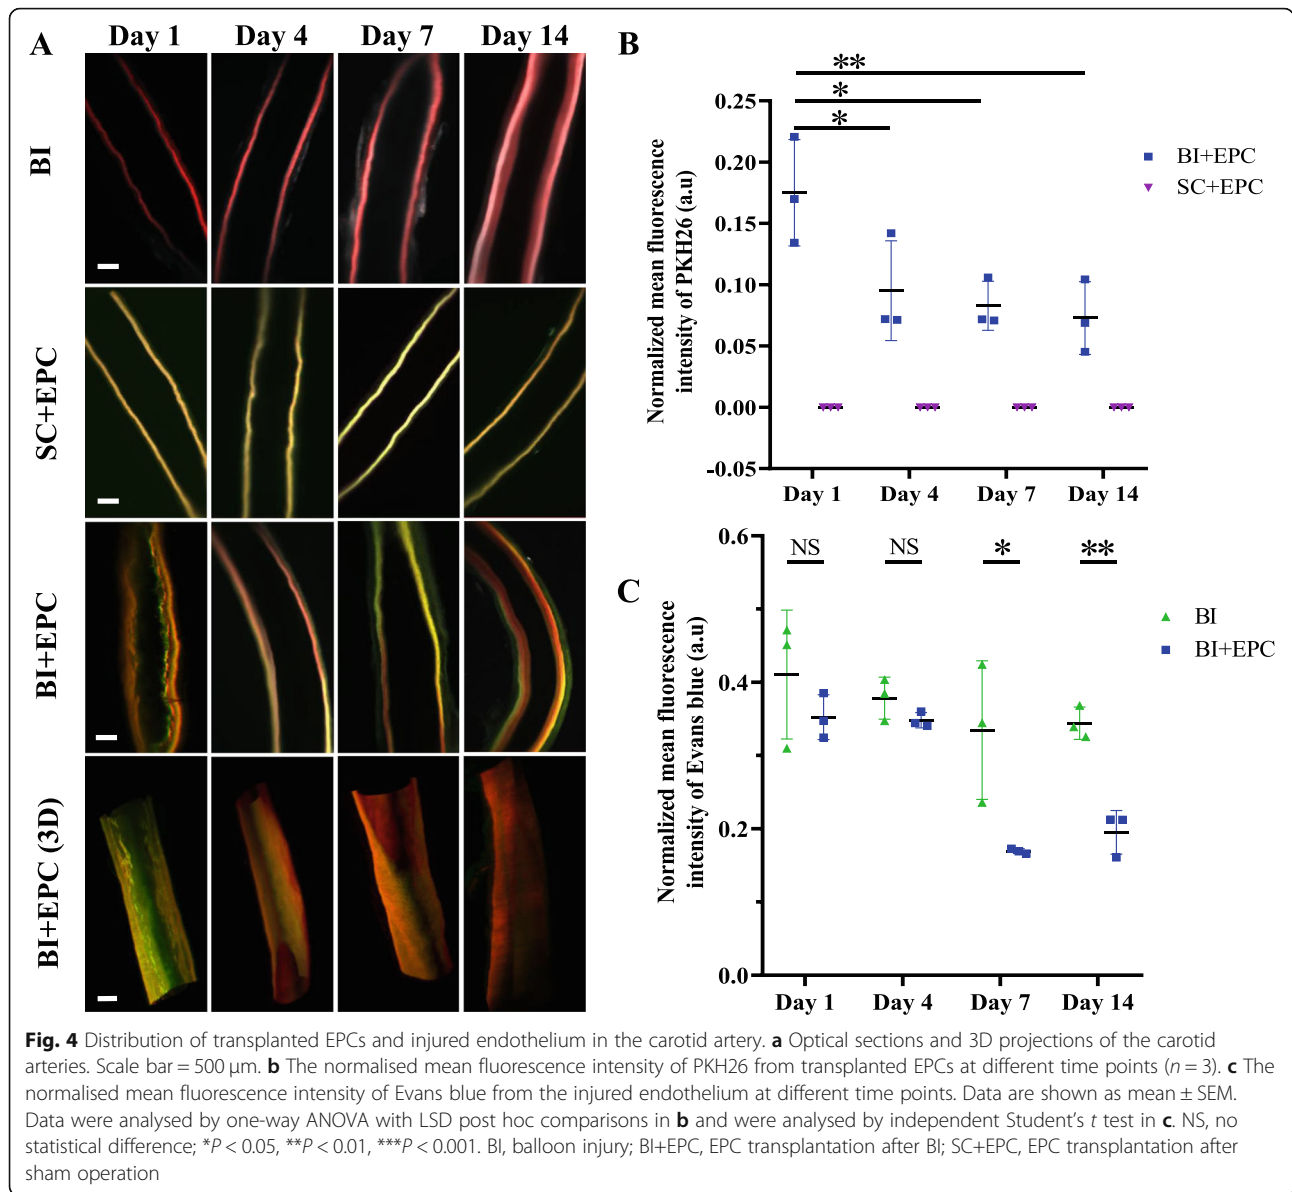 A
Day 1 Day 4 Day 7 Day 14
BI
SC+EPC
BI+EPC
BI+EPC (3D)
B
** 
*
*
Normalized mean fluorescence
intensity of PKH26 (a.u)
0.25
0.20
0.15
0.10
0.05
0.00
-0.05
Day 1 Day 4 Day 7 Day 14
BI+EPC
SC+EPC
C
NS NS * **
Normalized mean fluorescence
intensity of Evans blue (a.u)
0.6
0.4
0.2
0.0
Day 1 Day 4 Day 7 Day 14
BI
BI+EPC
Fig. 4 Distribution of transplanted EPCs and injured endothelium in the carotid artery. a Optical sections and 3D projections of the carotid
arteries. Scale bar = 500 μm. b The normalised mean fluorescence intensity of PKH26 from transplanted EPCs at different time points (n = 3). c The
normalised mean fluorescence intensity of Evans blue from the injured endothelium at different time points. Data are shown as mean ± SEM.
Data were analysed by one-way ANOVA with LSD post hoc comparisons in b and were analysed by independent Student's t test in c. NS, no
statistical difference; *P < 0.05, **P < 0.01, ***P < 0.001. BI, balloon injury; BI+EPC, EPC transplantation after BI; SC+EPC, EPC transplantation after
sham operation